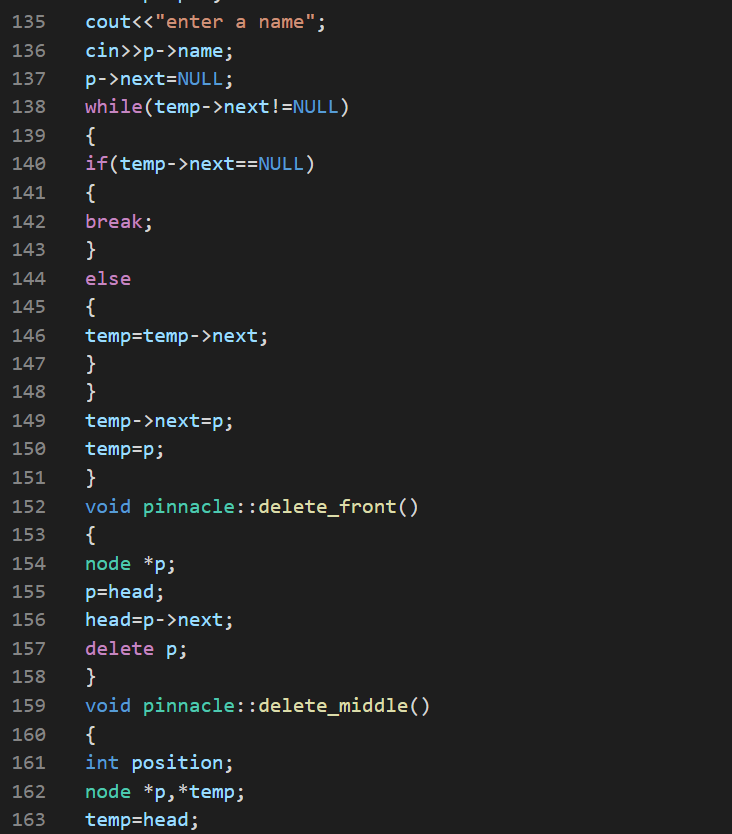 135 cout<<"enter a name";
136 cin>>p->name;
137 p->next=NULL;
138 while(temp->next!=NULL)
139 {
140 if(temp->next==NULL)
141 {
142 break;
143 }
144 else
145 {
146 temp=temp->next;
147 }
148 }
149 temp->next=p;
150 temp=p;
151 }
152 void pinnacle::delete_front()
153 {
154 node *p;
155 p=head;
156 head=p->next;
157 delete p;
158 }
159 void pinnacle::delete_middle()
160 {
161 int position;
162 node *p,*temp;
163 temp=head;